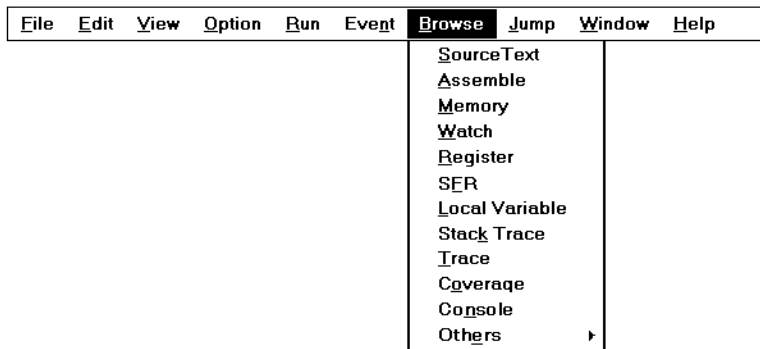 File Edit View Option Run Event Browse Jump Window Help
SourceText
Assemble
Memory
Watch
Register
SFR
Local Variable
Stack Trace
Trace
Coverage
Console
Others